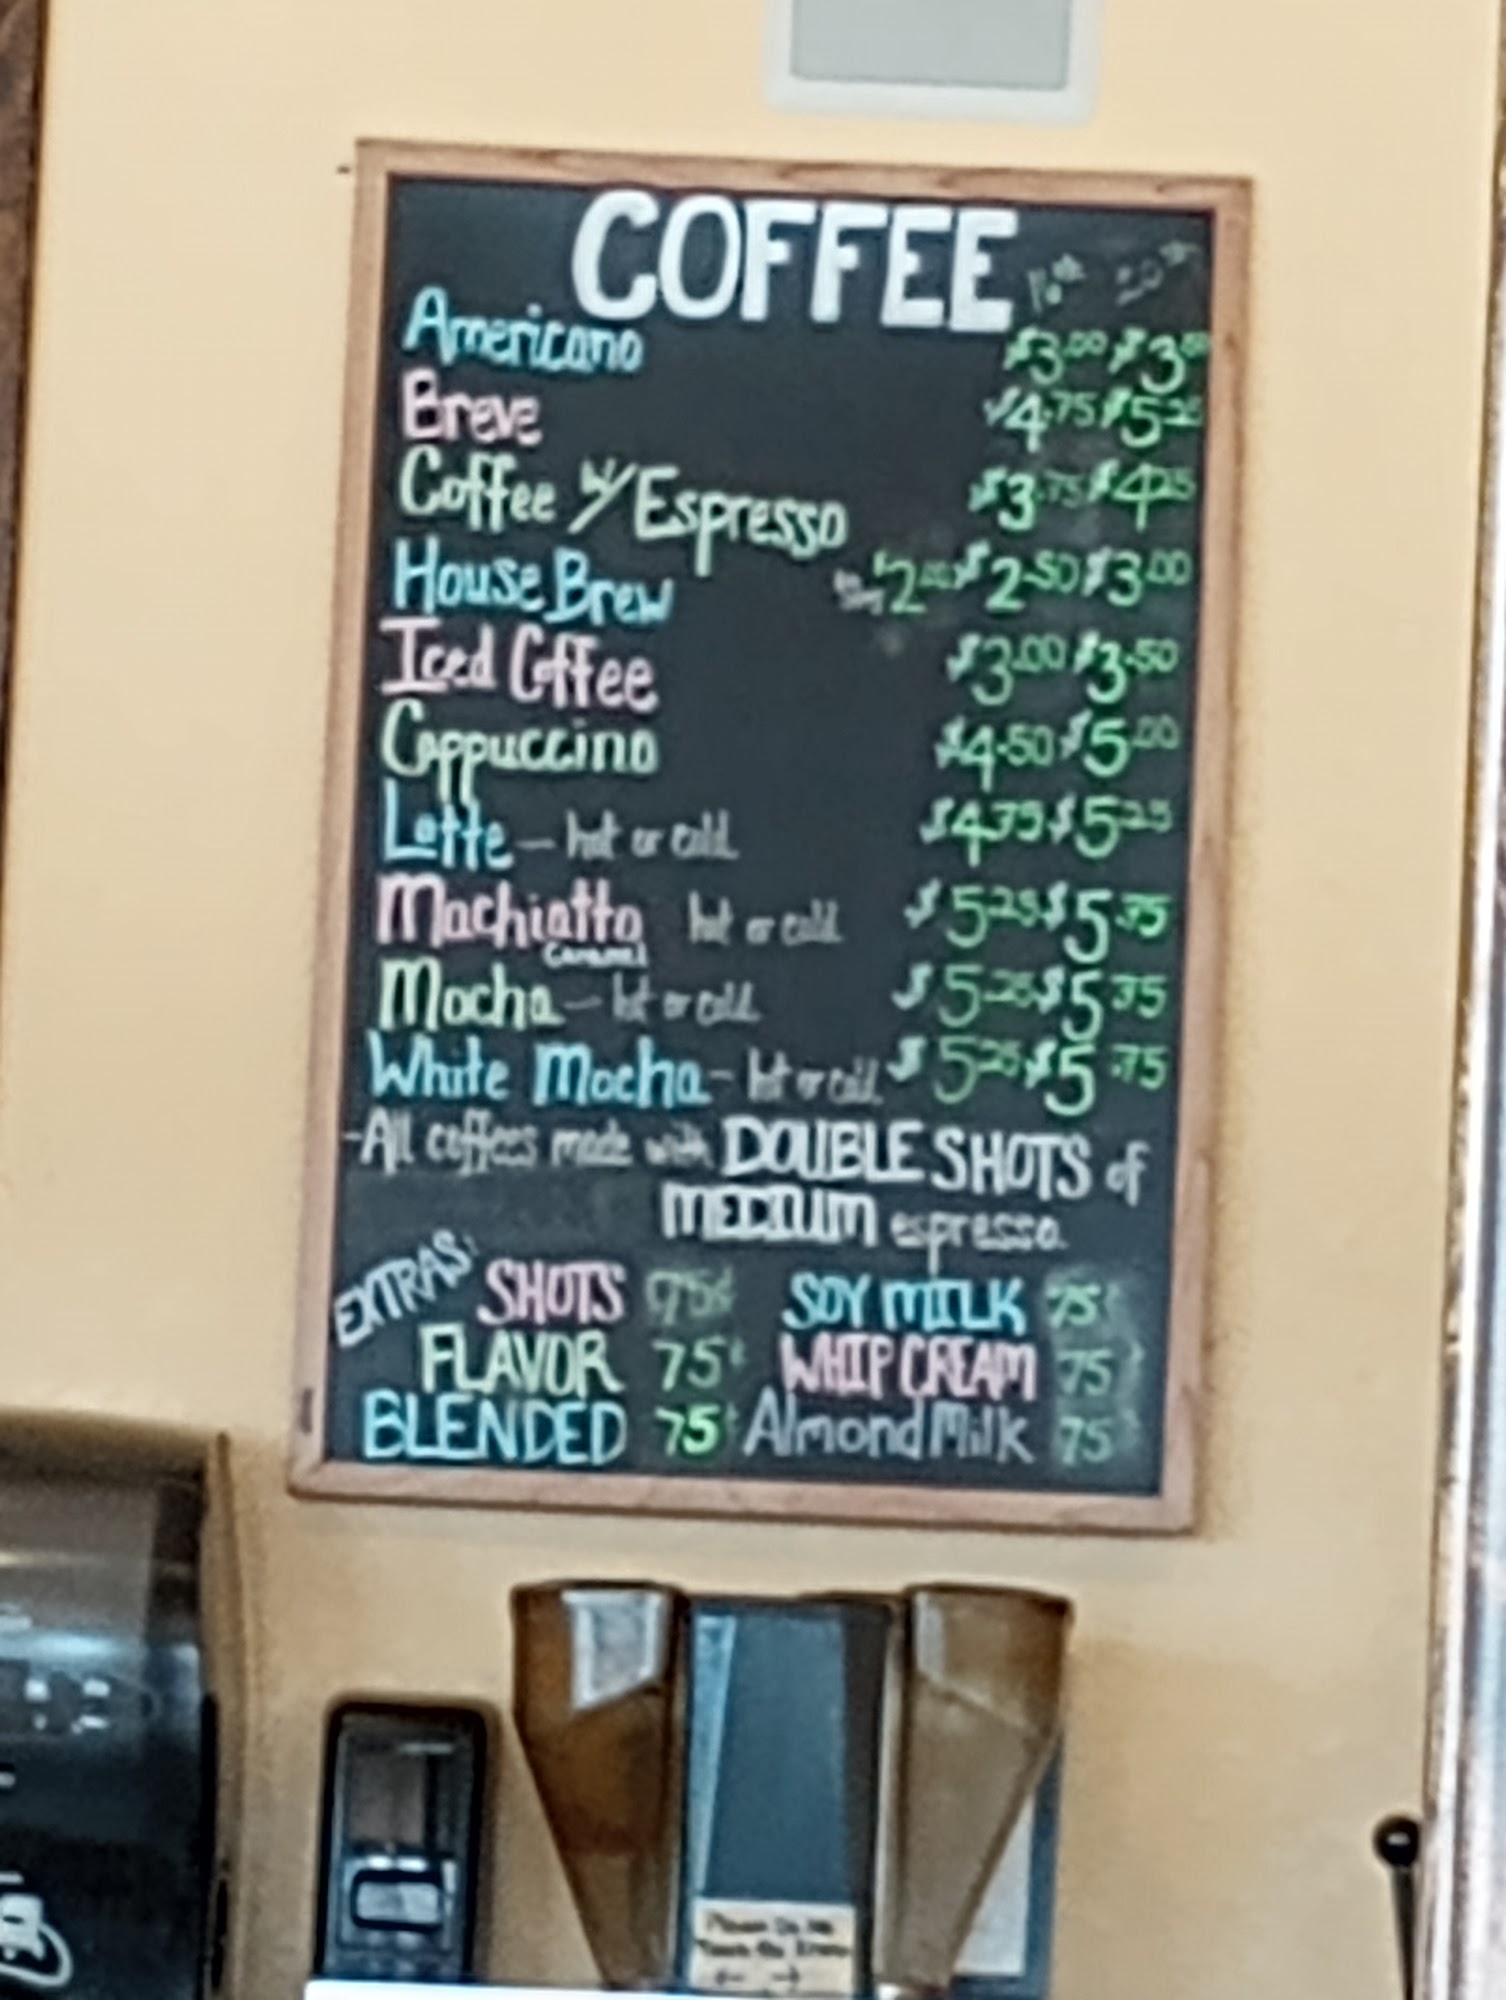 COFFEE 16oz 20oz
Americano $3.00 $3.50
Breve $4.75 $5.25
Coffee w/ Espresso $3.75 $4.25
House Brew $2.00 $2.50 $3.00
Iced Coffee $3.00 $3.50
Cappuccino $4.50 $5.00
Latte - hot or cold $4.75 $5.25
Machiatto hot or cold $5.25 $5.75
Caramel
Mocha - hot or cold $5.25 $5.75
White Mocha - hot or cold $5.25 $5.75
-All coffees made with DOUBLE SHOTS of
MEDIUM espresso.
EXTRAS: SHOTS 95¢ SOY MILK 75¢
FLAVOR 75¢ WHIP CREAM 75
BLENDED 75¢ Almond Milk 75